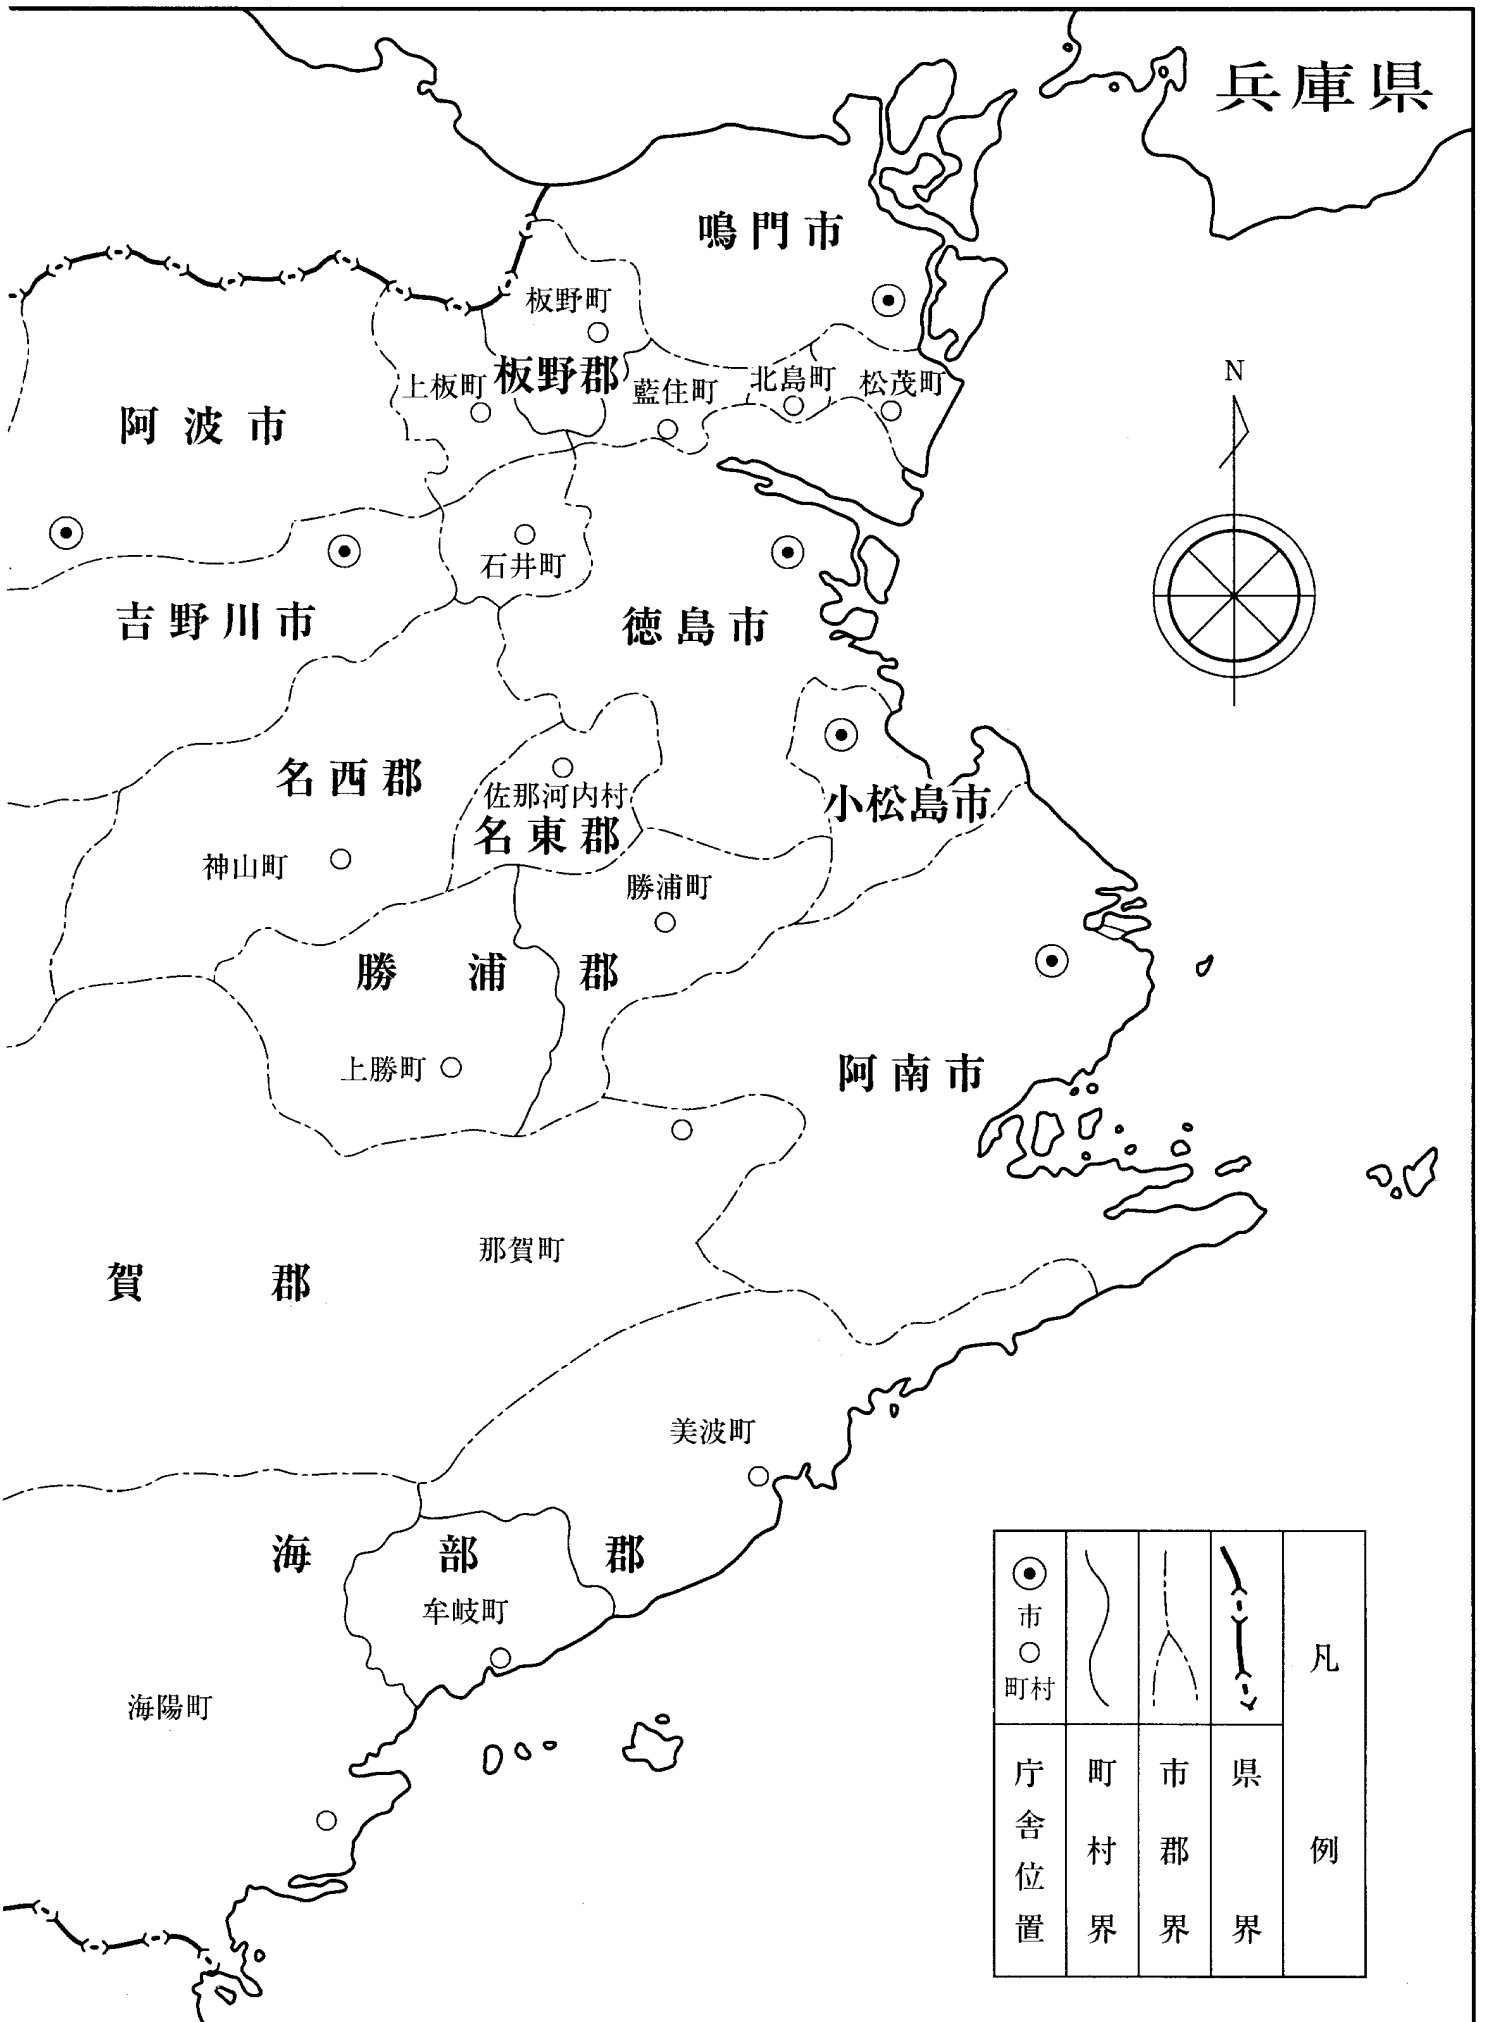 兵庫県
鳴門市
板野町
板野郡
上板町
藍住町
北島町
松茂町
N
阿波市
石井町
吉野川市
徳島市
名西郡
佐那河内村
名東郡
小松島市
神山町
勝浦町
勝浦郡
上勝町
阿南市
那賀町
賀郡
美波町
海部郡
牟岐町
海陽町
凡例
県界
市郡界
町村界
市
町村
庁舎位置